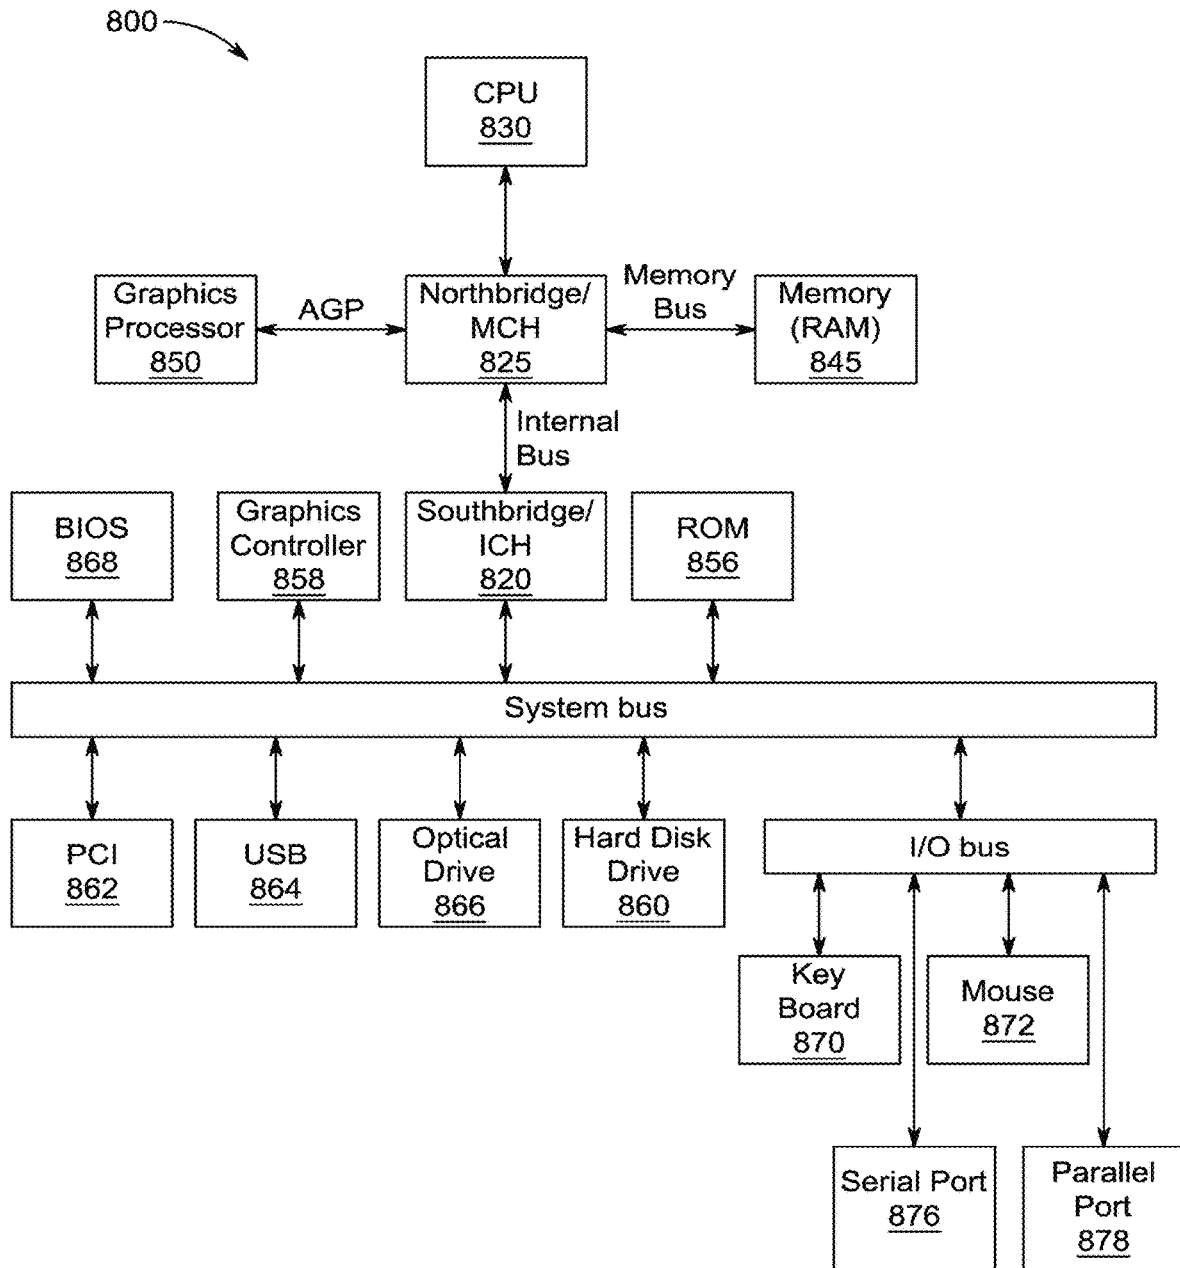 800
CPU
830
Graphics
Processor
850
AGP
Northbridge/
MCH
825
Memory
Bus
Memory
(RAM)
845
Internal
Bus
BIOS
868
Graphics
Controller
858
Southbridge/
ICH
820
ROM
856
System bus
PCI
862
USB
864
Optical
Drive
866
Hard Disk
Drive
860
I/O bus
Key
Board
870
Mouse
872
Serial Port
876
Parallel
Port
878